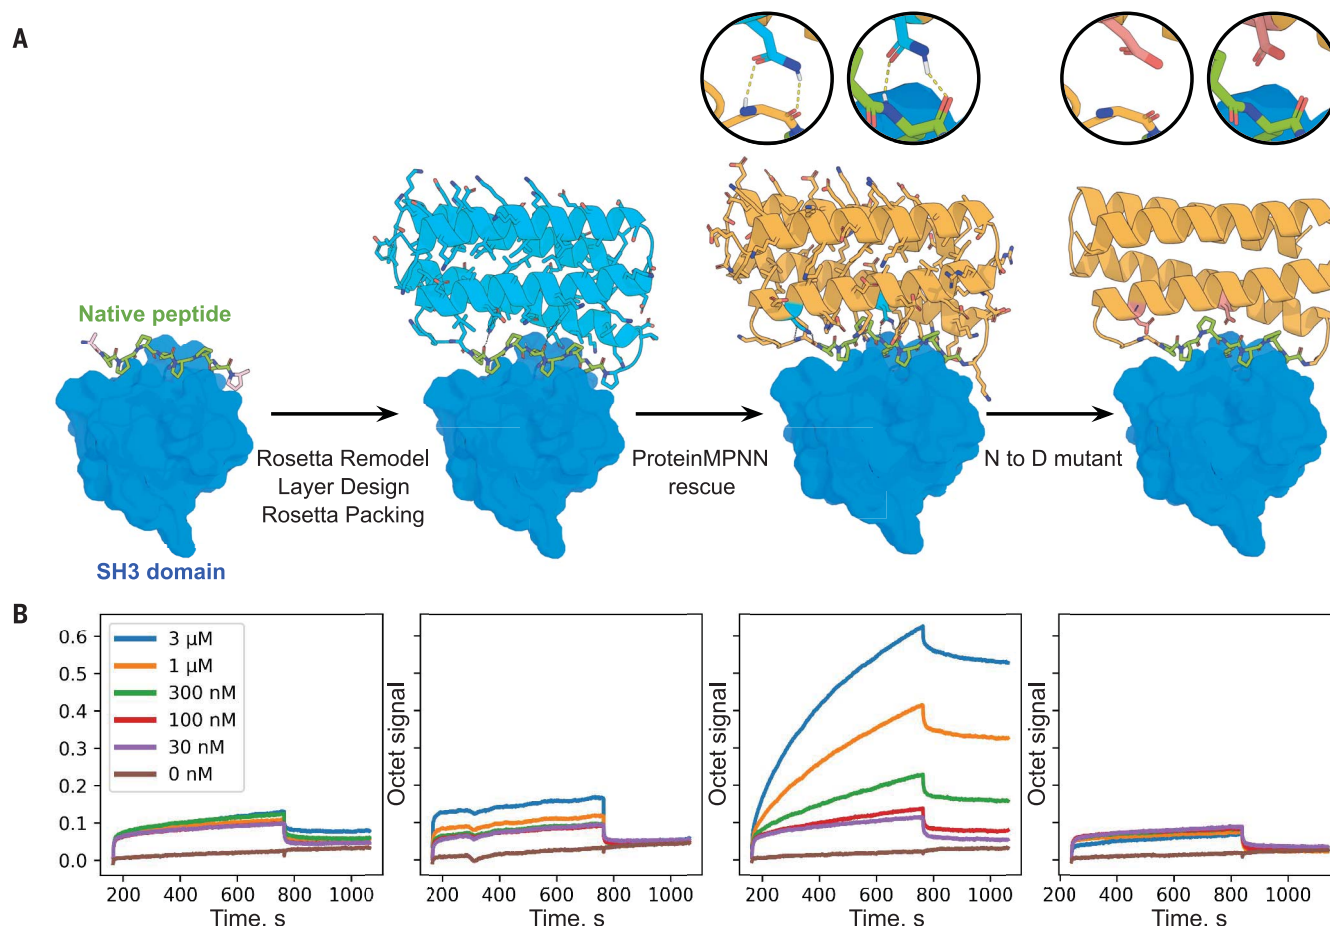 A
Native peptide
SH3 domain
Rosetta Remodel
Layer Design
Rosetta Packing
ProteinMPNN
rescue
N to D mutant
B
0.6
0.5
0.4
0.3
0.2
0.1
0.0
3 µM
1 µM
300 nM
100 nM
30 nM
0 nM
200 400 600 800 1000
Time, s
Octet signal
200 400 600 800 1000
Time, s
Octet signal
200 400 600 800 1000
Time, s
Octet signal
400 600 800 1000
Time, s